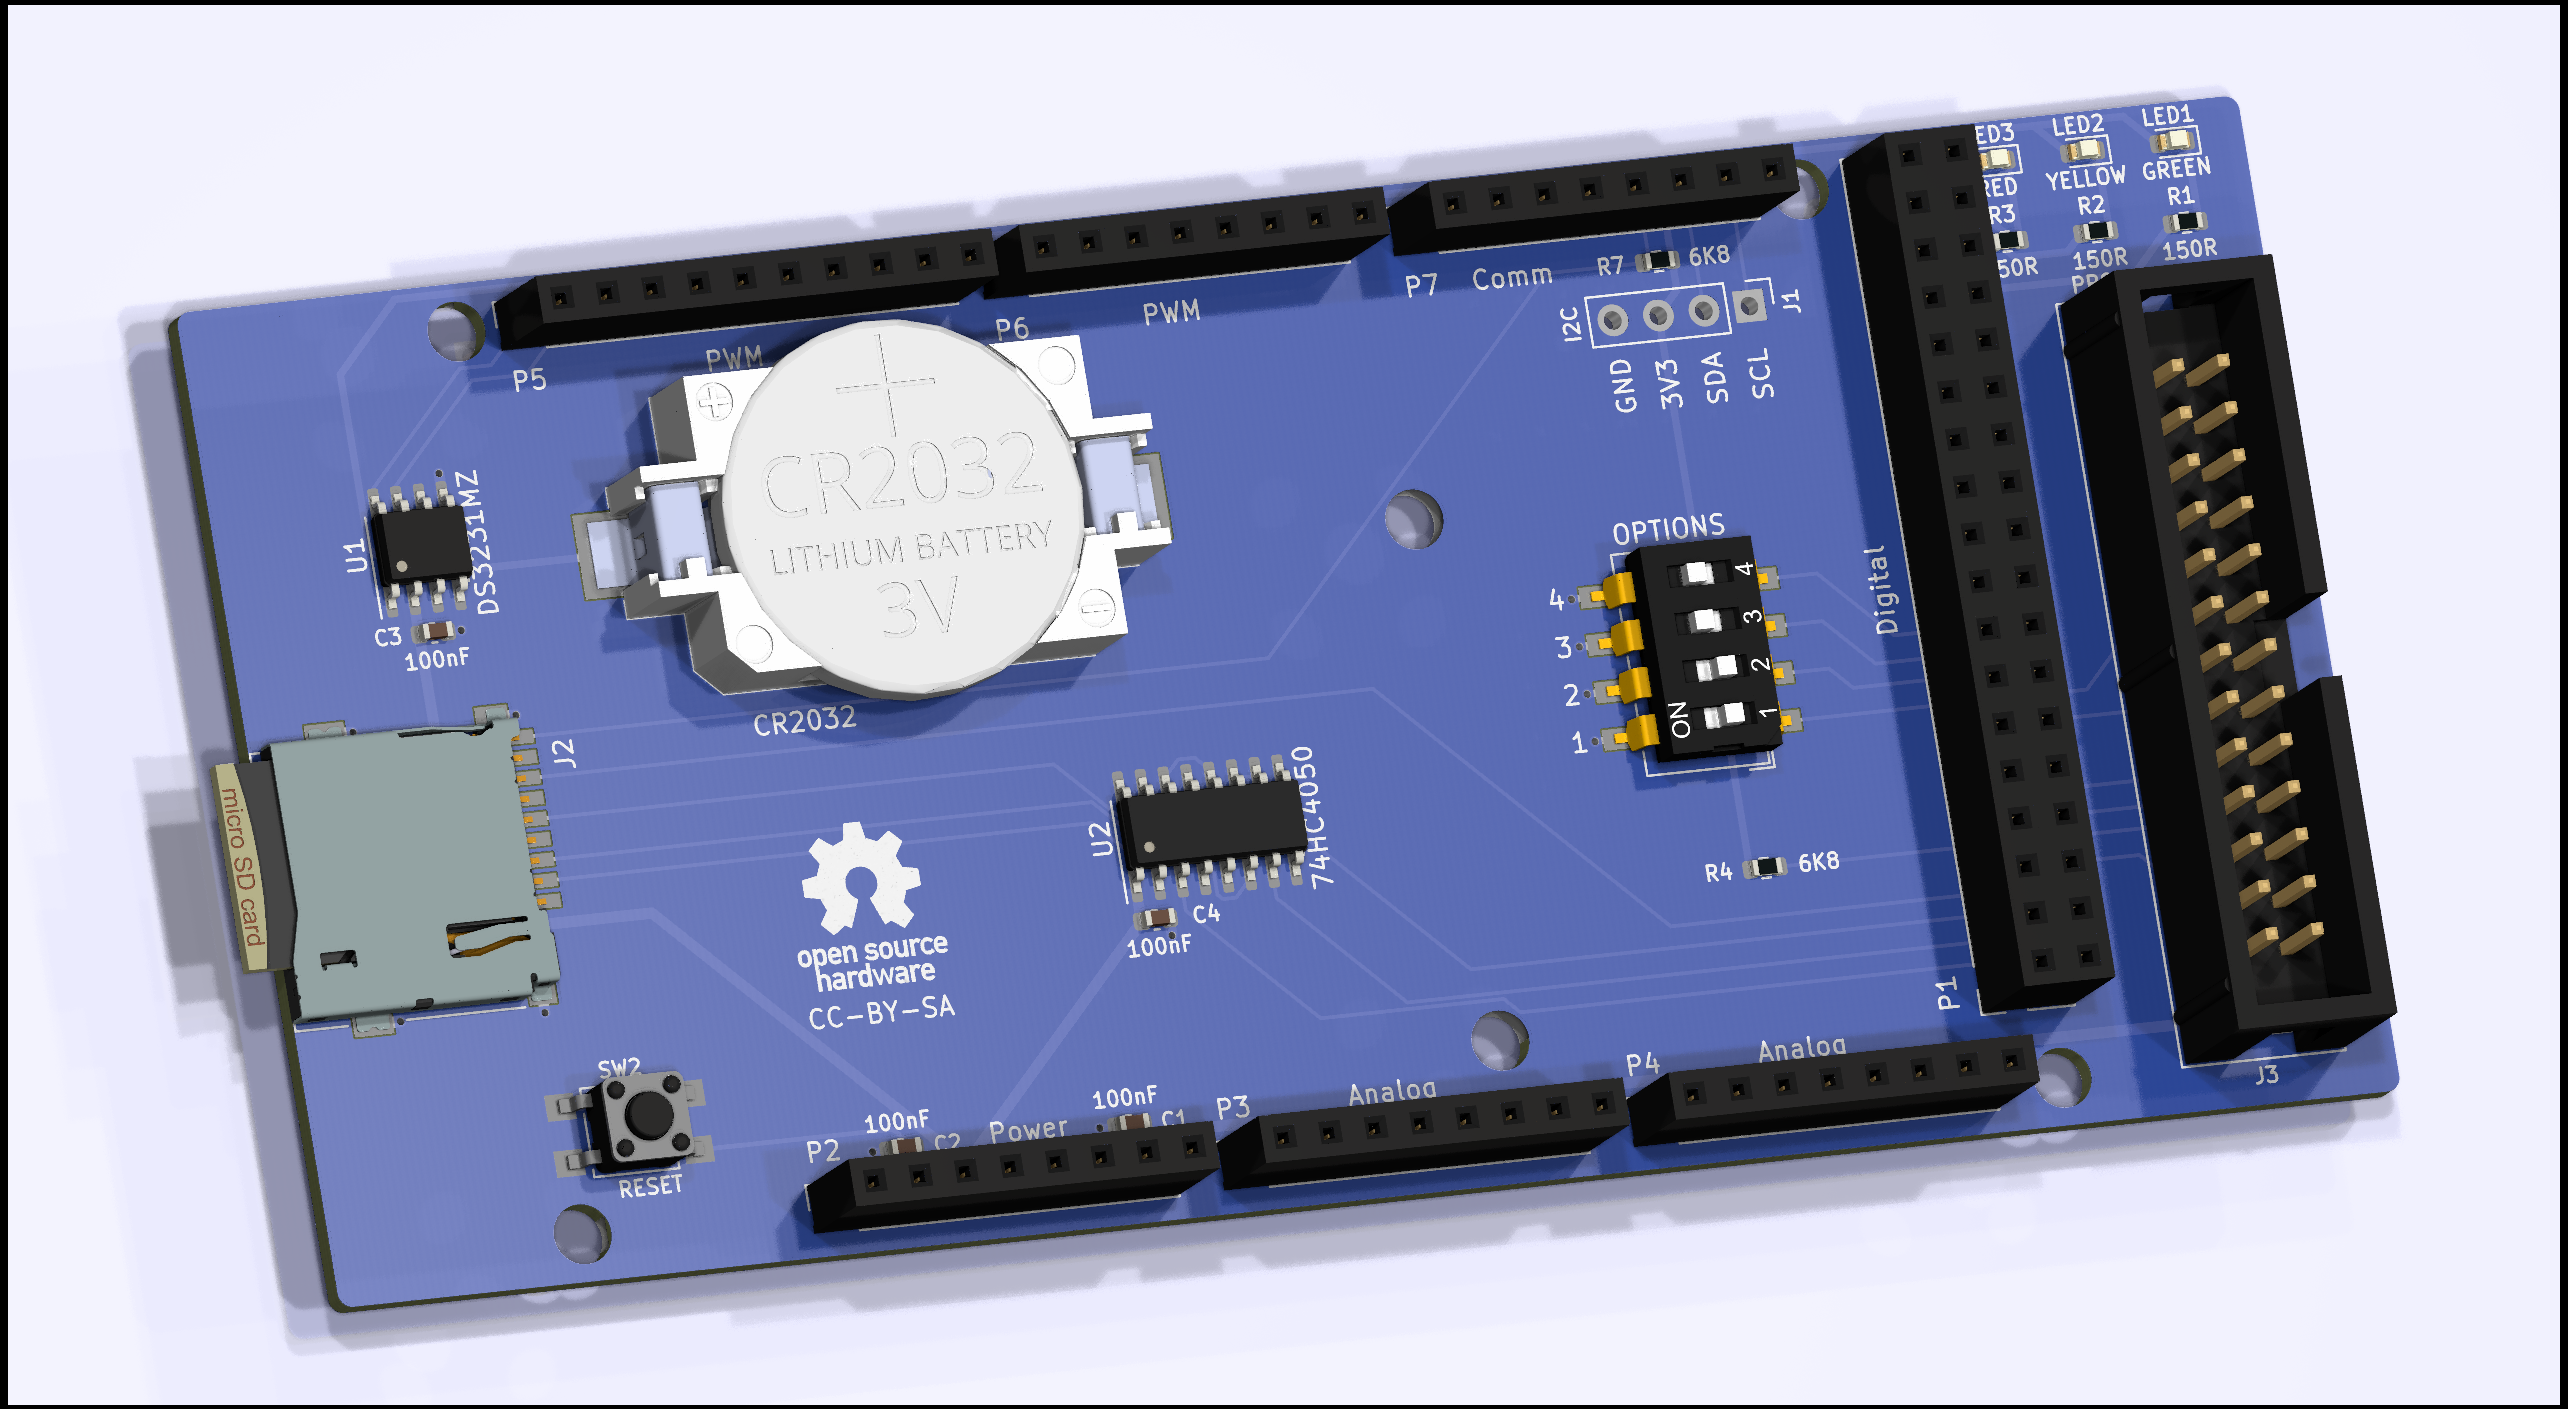 LED1
GREEN
R1
150R
LED2
YELLOW
R2
150R
ED3
RED
R3
50R
P7 Comm
R7 6K8
I2C
J1
GND
3V3
SDA
SCL
P6
PWM
P5
PWM
CR2032
LITHIUM BATTERY
3V
CR2032
U1
DS3231MZ
C3
100nF
J2
micro SD card
OPTIONS
4
3
2
1
4
3
2
1
ON
Digital
U2
74HC4050
C4
100nF
R4 6K8
open source
hardware
CC-BY-SA
SW2
RESET
P2
100nF
C2
Power
100nF
C1
P3
Analog
P4
Analog
P1
J3